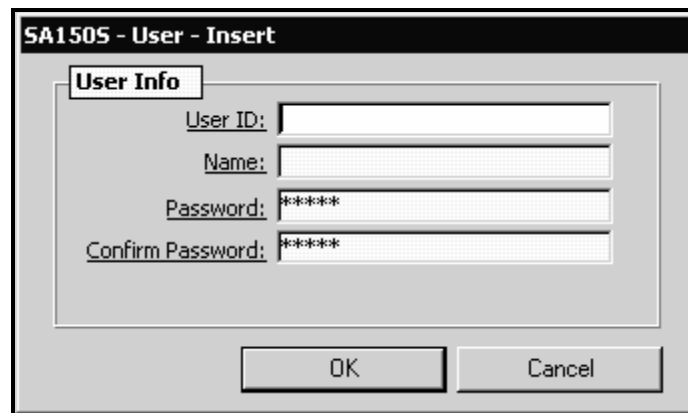 SA150S - User - Insert
User Info
User ID:
Name:
Password: *****
Confirm Password: *****
OK Cancel